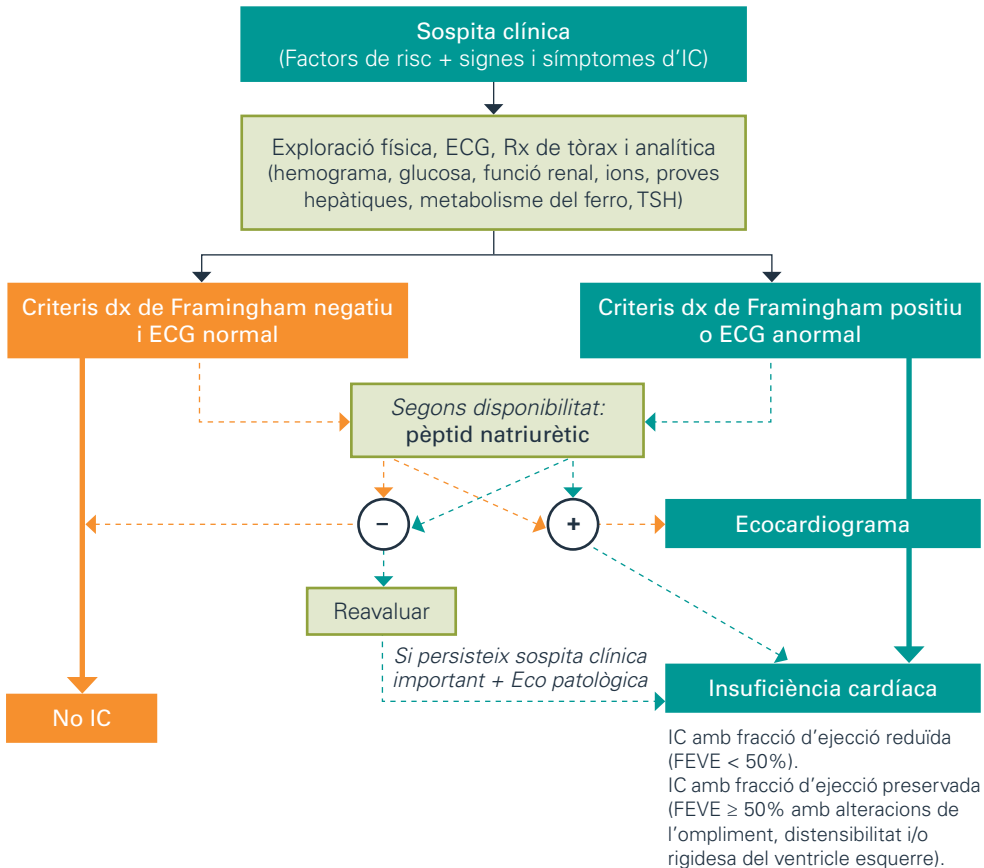 Sospita clínica
(Factors de risc + signes i símptomes d'IC)
Exploració física, ECG, Rx de tòrax i analítica
(hemograma, glucosa, funció renal, ions, proves
hepàtiques, metabolisme del ferro, TSH)
Criteris dx de Framingham negatiu
i ECG normal
Criteris dx de Framingham positiu
o ECG anormal
Segons disponibilitat:
pèptid natriurètic
–
+
Ecocardiograma
Reavaluar
Si persisteix sospita clínica
important + Eco patològica
No IC
Insuficiència cardíaca
IC amb fracció d'ejecció reduïda
(FEVE < 50%).
IC amb fracció d'ejecció preservada
(FEVE ≥ 50% amb alteracions de
l'ompliment, distensibilitat i/o
rigidesa del ventricle esquerre).